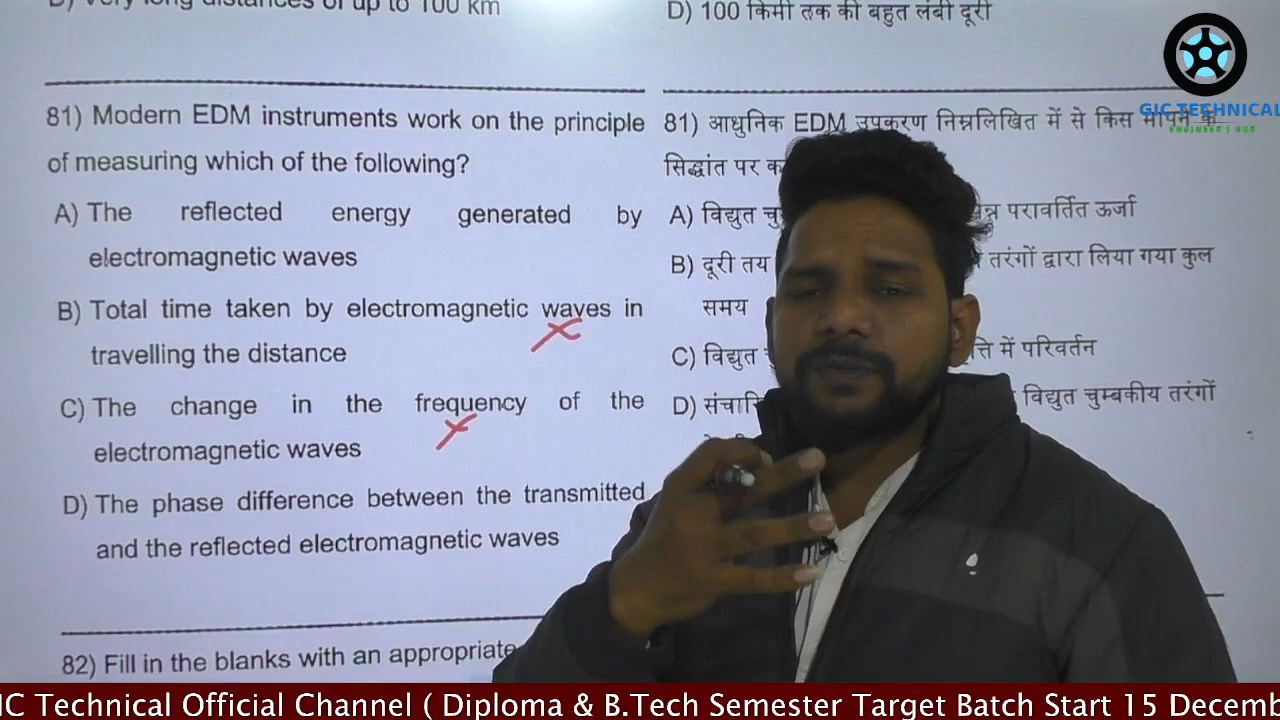 D) Very long distances of up to 100 km
81) Modern EDM instruments work on the principle
of measuring which of the following?
A) The reflected energy generated by
electromagnetic waves
B) Total time taken by electromagnetic waves in
travelling the distance
C) The change in the frequency of the
electromagnetic waves
D) The phase difference between the transmitted
and the reflected electromagnetic waves
82) Fill in the blanks with an appropriate
D) 100 किमी तक की बहुत लंबी दूरी
81) आधुनिक EDM उपकरण निम्नलिखित में से किस मापने के
सिद्धांत पर
A) विद्युत परावर्तित ऊर्जा
B) दूरी तय तरंगों द्वारा लिया गया कुल
समय
C) विद्युत में परिवर्तन
D) विद्युत चुम्बकीय तरंगों
GIC TECHNICAL
ENGINEER'S HUB
IC Technical Official Channel ( Diploma & B.Tech Semester Target Batch Start 15 Decemb